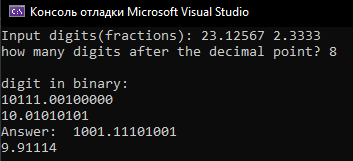 Консоль отладки Microsoft Visual Studio
Input digits(fractions): 23.12567 2.3333
how many digits after the decimal point? 8
digit in binary:
10111.00100000
10.01010101
Answer:  1001.11101001
9.91114